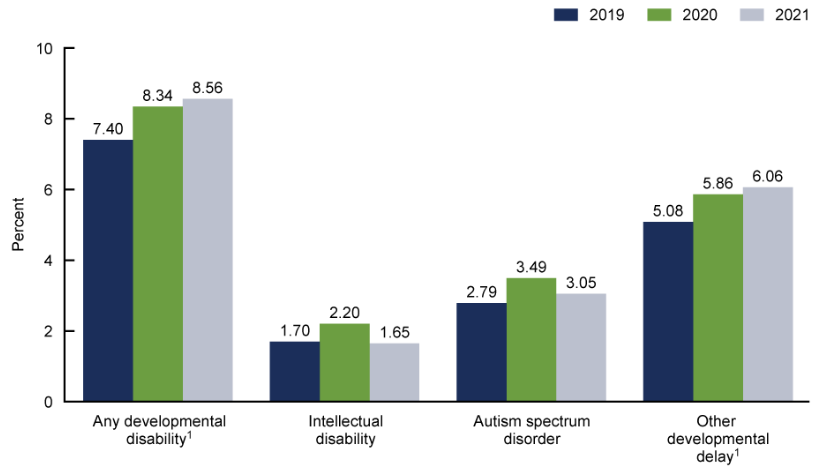 2019 2020 2021
10
8
6
4
2
0
Percent
7.40 8.34 8.56
1.70 2.20 1.65
2.79 3.49 3.05
5.08 5.86 6.06
Any developmental
disability¹
Intellectual
disability
Autism spectrum
disorder
Other
developmental
delay¹